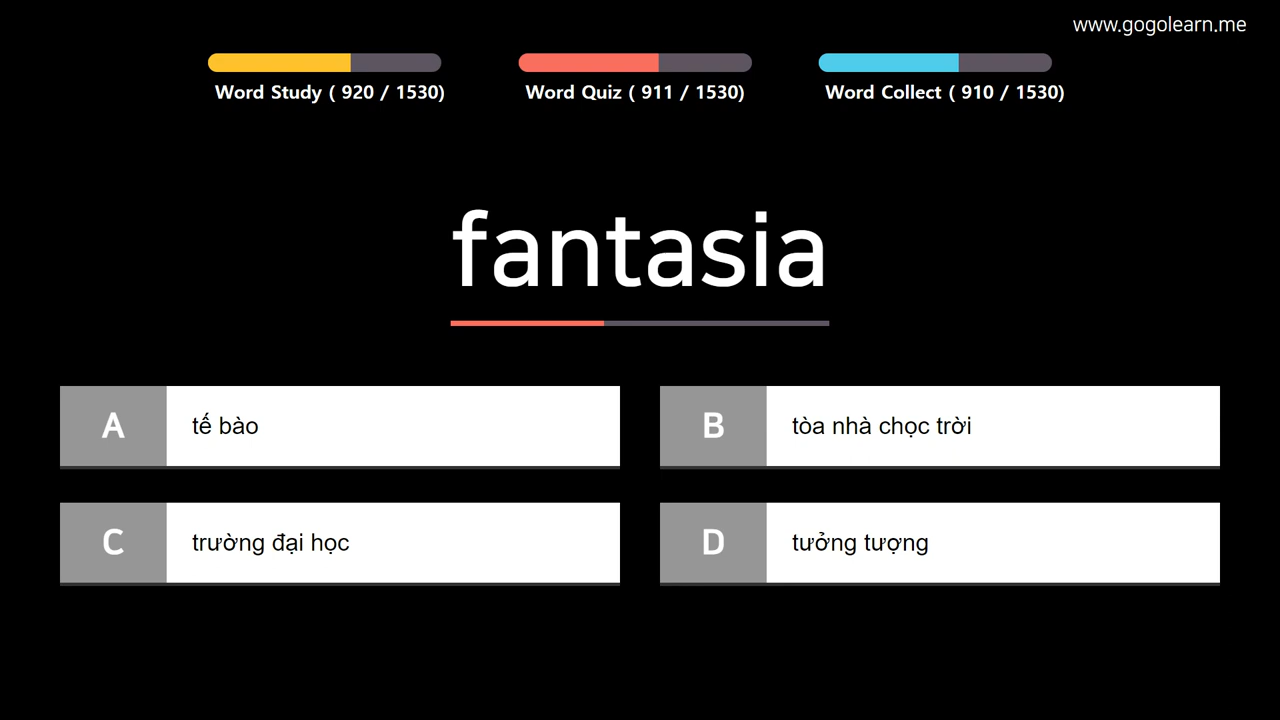 www.gogolearn.me
Word Study ( 920 / 1530)
Word Quiz ( 911 / 1530)
Word Collect ( 910 / 1530)
fantasia
A
tế bào
B
tòa nhà chọc trời
C
trường đại học
D
tưởng tượng